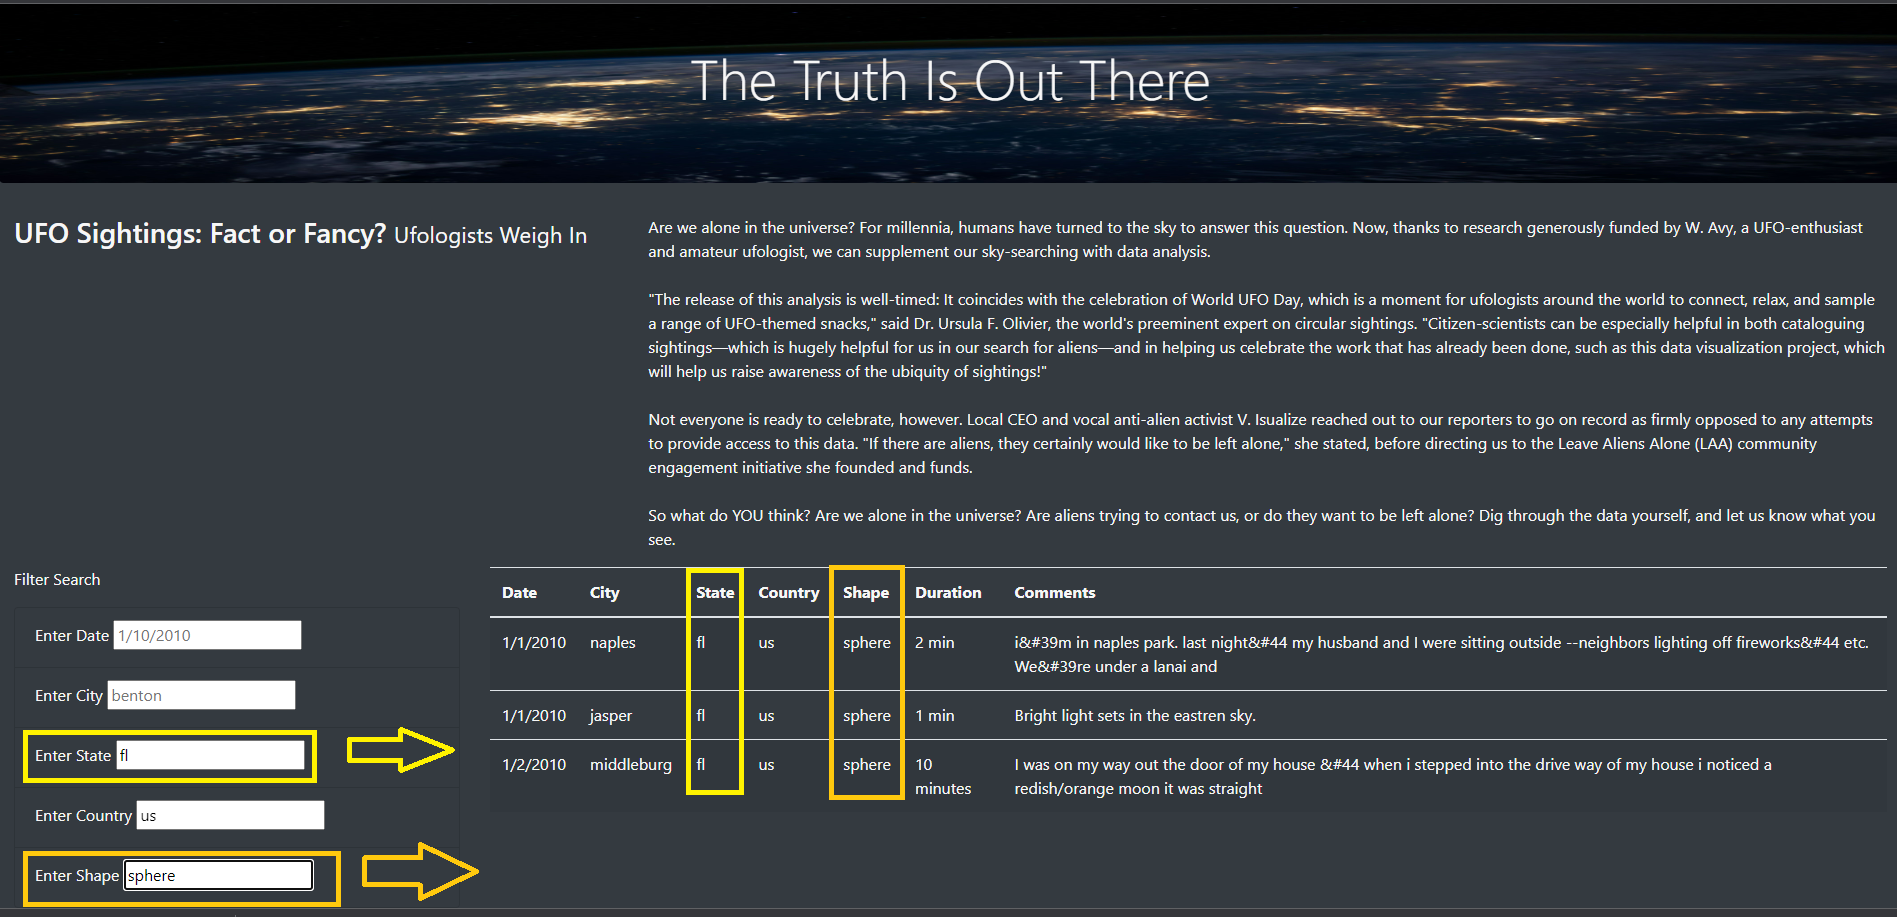 The Truth Is Out There
UFO Sightings: Fact or Fancy? Ufologists Weigh In
Are we alone in the universe? For millennia, humans have turned to the sky to answer this question. Now, thanks to research generously funded by W. Avy, a UFO-enthusiast
and amateur ufologist, we can supplement our sky-searching with data analysis.
"The release of this analysis is well-timed: It coincides with the celebration of World UFO Day, which is a moment for ufologists around the world to connect, relax, and sample
a range of UFO-themed snacks," said Dr. Ursula F. Olivier, the world's preeminent expert on circular sightings. "Citizen-scientists can be especially helpful in both cataloguing
sightings—which is hugely helpful for us in our search for aliens—and in helping us celebrate the work that has already been done, such as this data visualization project, which
will help us raise awareness of the ubiquity of sightings!"
Not everyone is ready to celebrate, however. Local CEO and vocal anti-alien activist V. Isualize reached out to our reporters to go on record as firmly opposed to any attempts
to provide access to this data. "If there are aliens, they certainly would like to be left alone," she stated, before directing us to the Leave Aliens Alone (LAA) community
engagement initiative she founded and funds.
So what do YOU think? Are we alone in the universe? Are aliens trying to contact us, or do they want to be left alone? Dig through the data yourself, and let us know what you
see.
Filter Search
Enter Date 1/10/2010
Enter City benton
Enter State fl
Enter Country us
Enter Shape sphere
Date City State Country Shape Duration Comments
1/1/2010 naples fl us sphere 2 min i&#39m in naples park. last night&#44 my husband and I were sitting outside --neighbors lighting off fireworks&#44 etc.
We&#39re under a lanai and
1/1/2010 jasper fl us sphere 1 min Bright light sets in the eastren sky.
1/2/2010 middleburg fl us sphere 10 I was on my way out the door of my house &#44 when i stepped into the drive way of my house i noticed a
minutes redish/orange moon it was straight